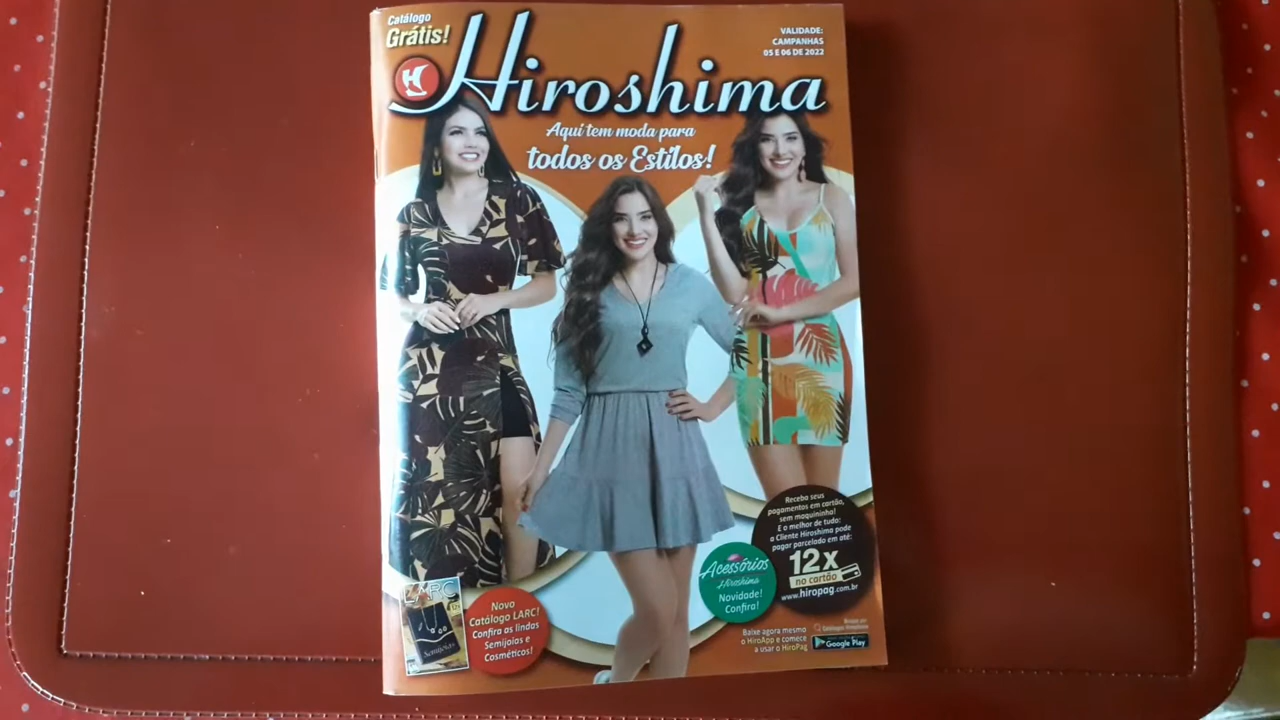 Catálogo
Grátis!
Hiroshima
VALIDADE:
CAMPANHAS
05 E 06 DE 2022
Aqui tem moda para
todos os Estilos!
Receba seus
pagamentos em cartão,
sem maquininha!
E o melhor de tudo:
a Cliente Hiroshima pode
pagar parcelado em até:
12x
no cartão
www.hiropag.com.br
Acessórios
Hiroshima
Novidade!
Confira!
LARC
Semijoias
Novo
Catálogo LARC!
Confira as lindas
Semijoias e
Cosméticos!
Baixe agora mesmo
o HiroApp e comece
a usar o HiroPag
Google Play